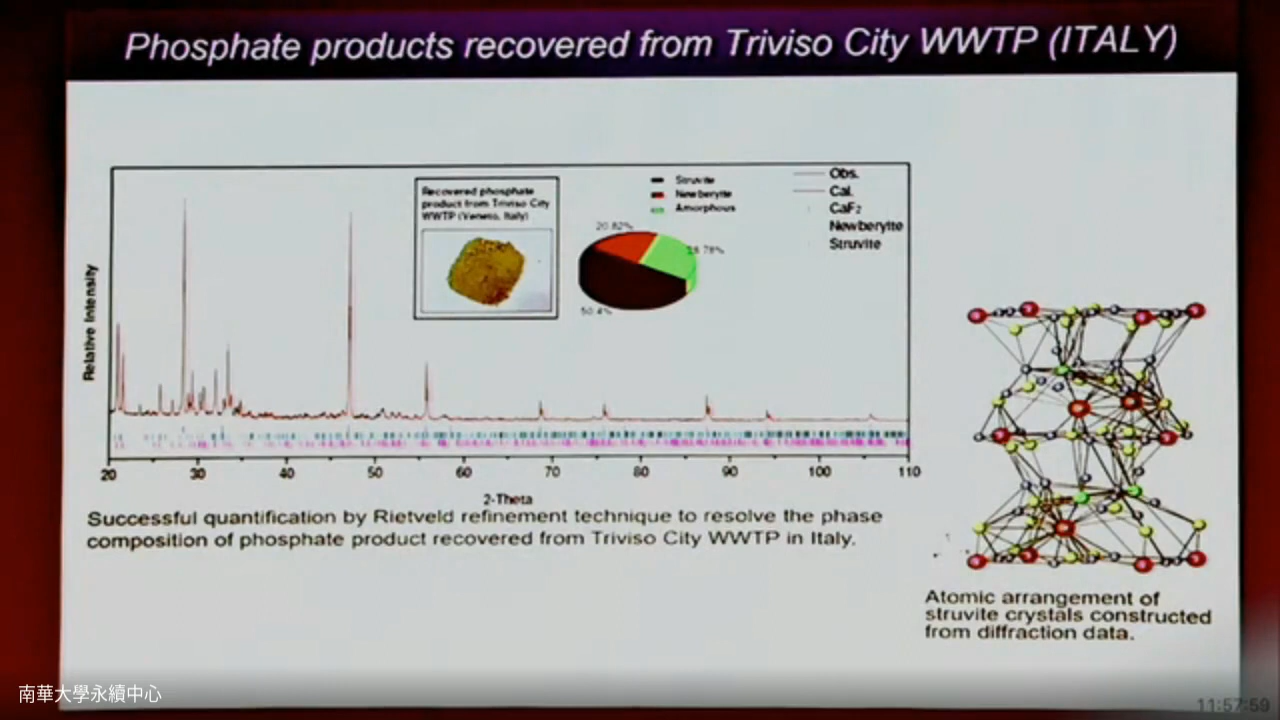 Phosphate products recovered from Triviso City WWTP (ITALY)
Recovered phosphate
product from Triviso City
WWTP (Veneto, Italy)
Struvite
Newberyite
Amorphous
20.82%
50.4%
Obs.
Cal.
CaF2
Newberyite
Struvite
Relative Intensity
20 30 40 50 60 70 80 90 100 110
2-Theta
Successful quantification by Rietveld refinement technique to resolve the phase
composition of phosphate product recovered from Triviso City WWTP in Italy.
Atomic arrangement of
struvite crystals constructed
from diffraction data.
南華大學永續中心
11:57:59